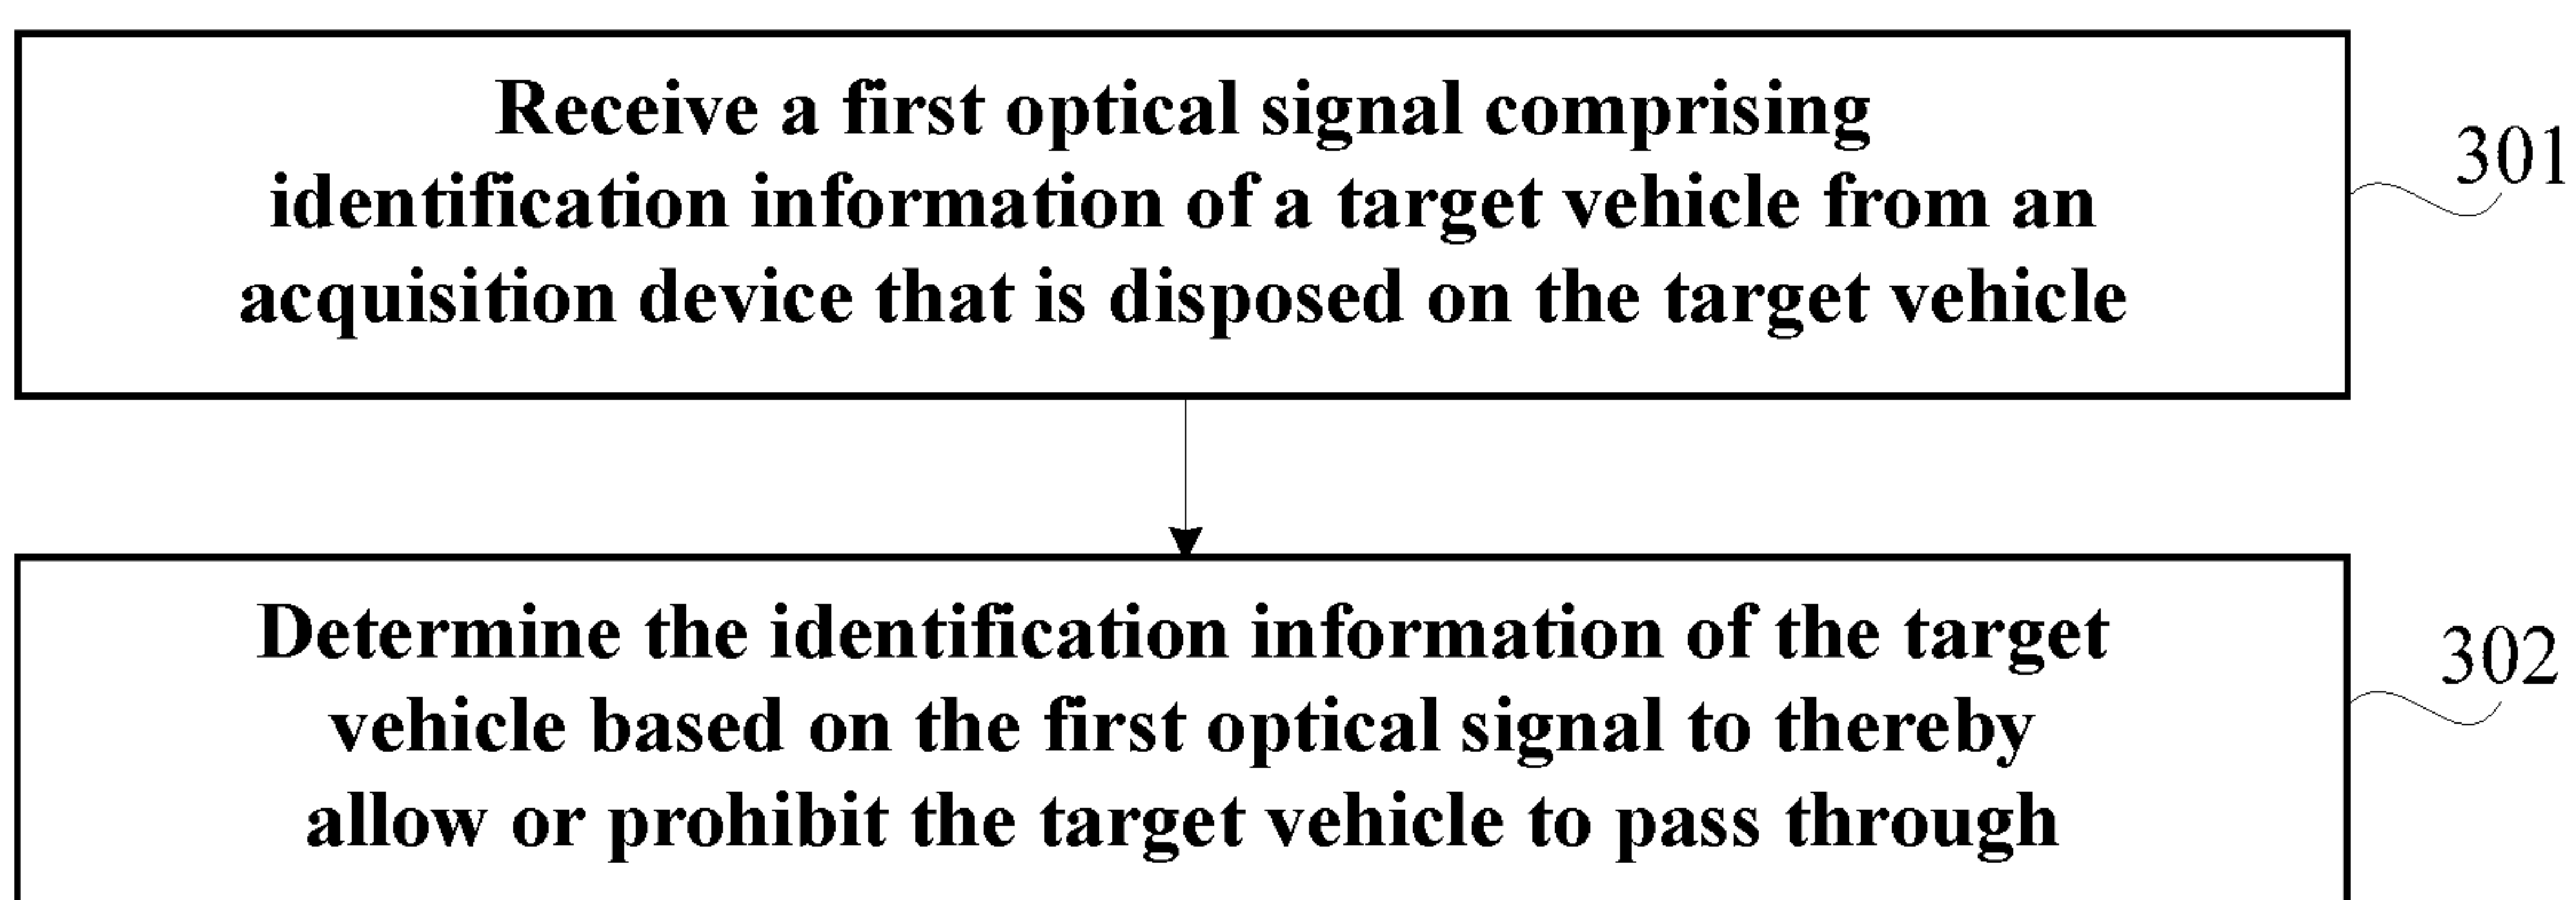 Receive a first optical signal comprising
identification information of a target vehicle from an
acquisition device that is disposed on the target vehicle
301
Determine the identification information of the target
vehicle based on the first optical signal to thereby
allow or prohibit the target vehicle to pass through
302